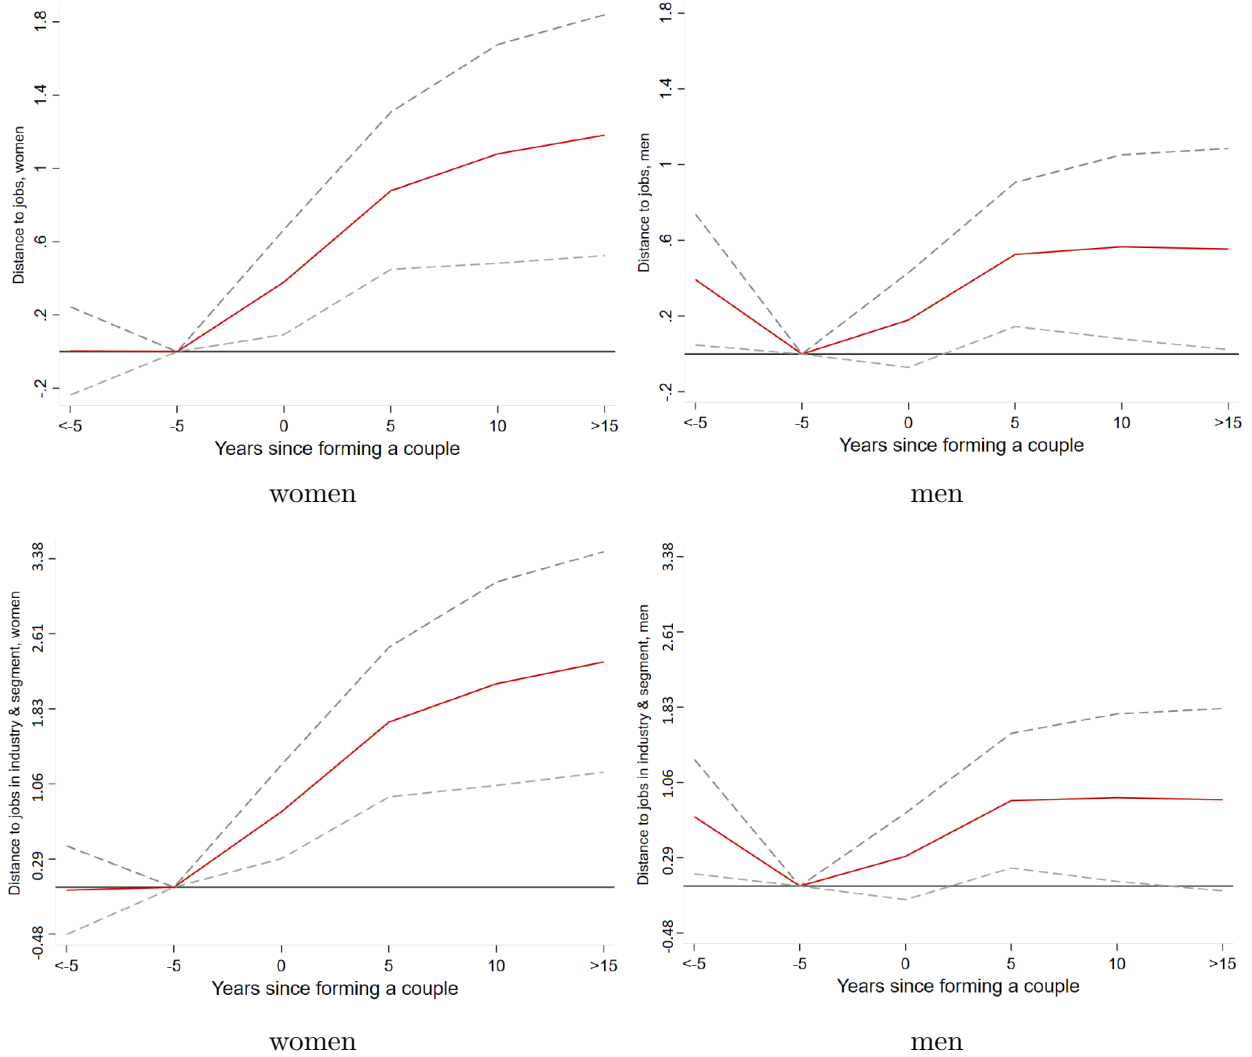 Distance to jobs, women
1.8
1.4
1
.6
.2
-.2
<-5 -5 0 5 10 >15
Years since forming a couple
women
Distance to jobs, men
1.8
1.4
1
.6
.2
-.2
<-5 -5 0 5 10 >15
Years since forming a couple
men
Distance to jobs in industry & segment, women
3.38
2.61
1.83
1.06
0.29
-0.48
<-5 -5 0 5 10 >15
Years since forming a couple
women
Distance to jobs in industry & segment, men
3.38
2.61
1.83
1.06
0.29
-0.48
<-5 -5 0 5 10 >15
Years since forming a couple
men